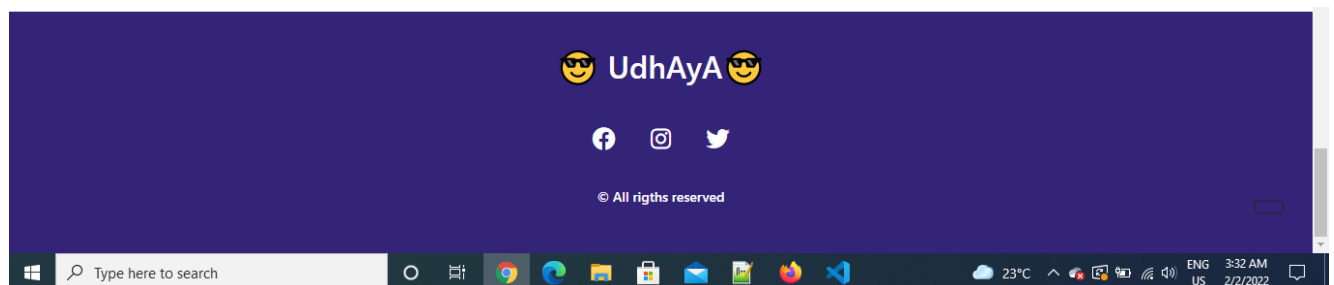 😎 UdhAyA😎
© All rigths reserved
Type here to search
23°C
ENG
US
3:32 AM
2/2/2022